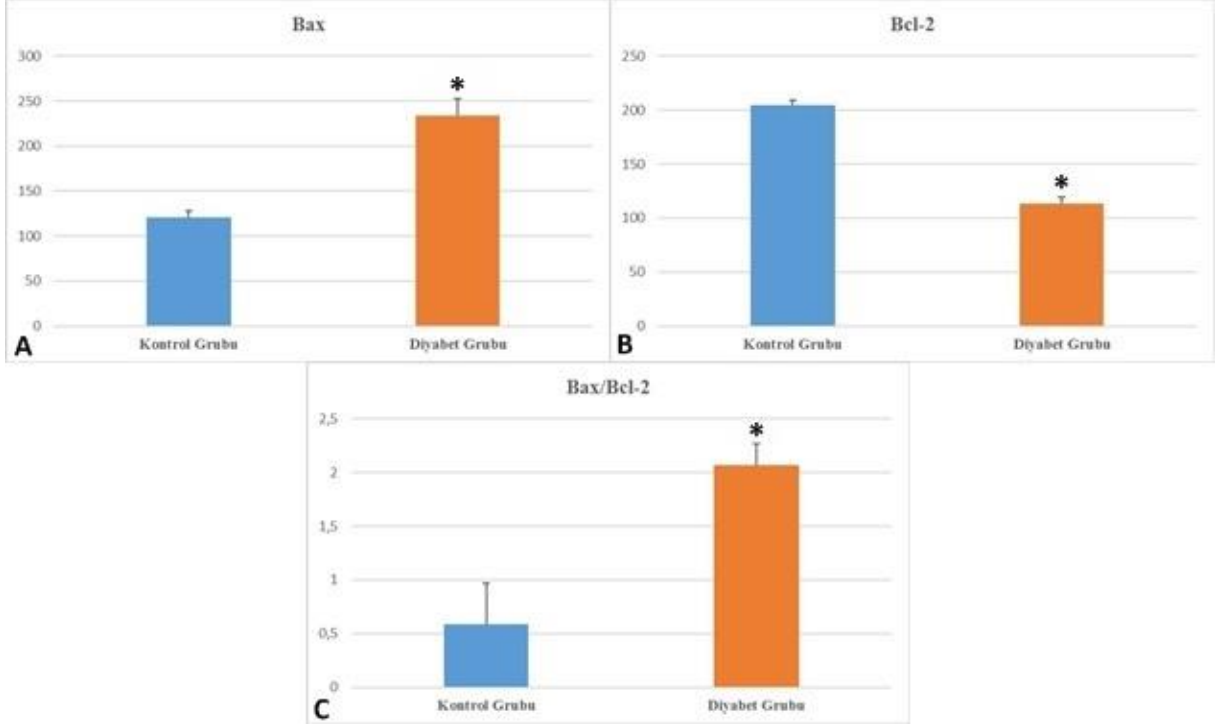 Bax
300
250
200
150
100
50
0
*
Kontrol Grubu
Diyabet Grubu
A
Bcl-2
250
200
150
100
50
0
*
Kontrol Grubu
Diyabet Grubu
B
Bax/Bcl-2
2,5
2
1,5
1
0,5
0
*
Kontrol Grubu
Diyabet Grubu
C